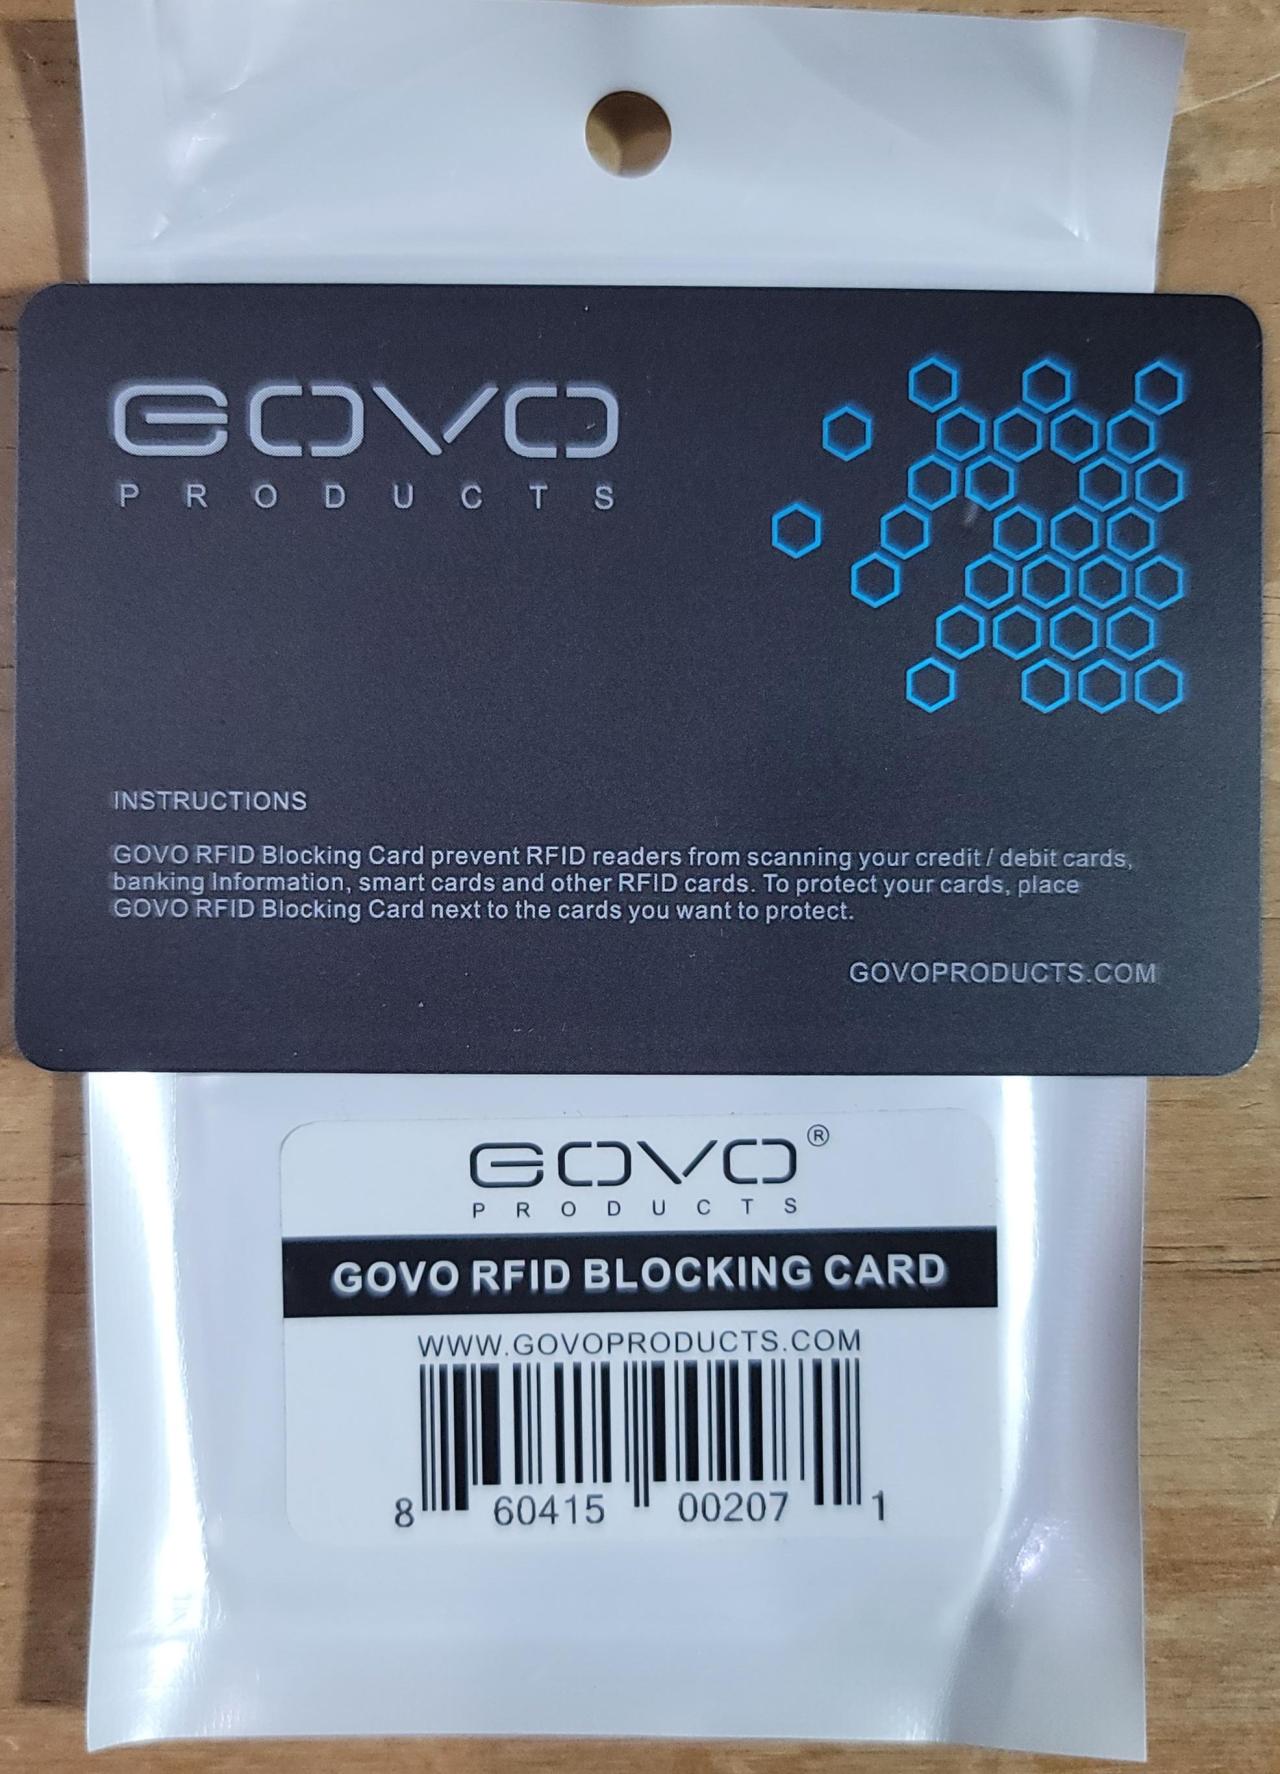 GOVO
PRODUCTS
INSTRUCTIONS
GOVO RFID Blocking Card prevent RFID readers from scanning your credit / debit cards,
banking Information, smart cards and other RFID cards. To protect your cards, place
GOVO RFID Blocking Card next to the cards you want to protect.
GOVOPRODUCTS.COM
GOVO®
PRODUCTS
GOVO RFID BLOCKING CARD
WWW.GOVOPRODUCTS.COM
8 60415 00207 1